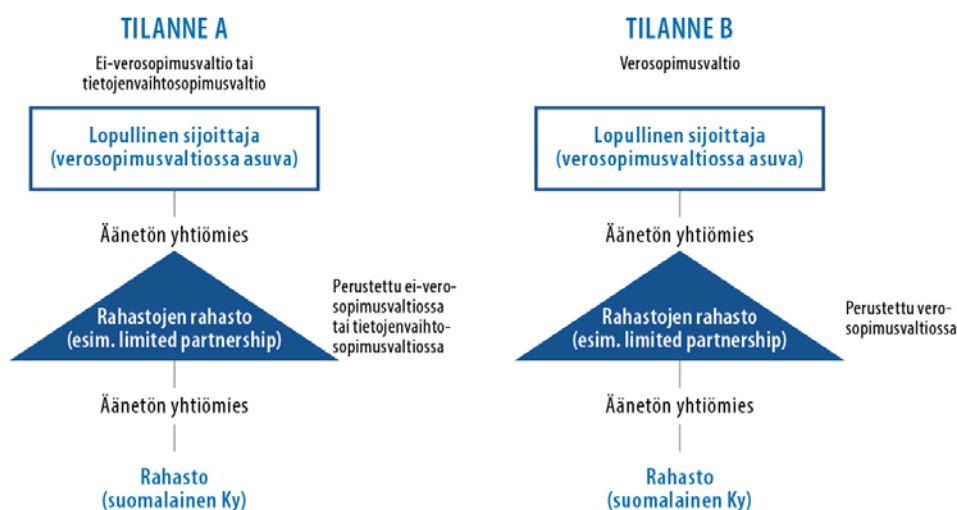 TILANNE A
Ei-verosopimusvaltio tai
tietojenvaihtosopimusvaltio
Lopullinen sijoittaja
(verosopimusvaltiossa asuva)
Äänetön yhtiömies
Rahastojen rahasto
(esim. limited partnership)
Perustettu ei-vero-
sopimusvaltiossa
tai tietojenvaihto-
sopimusvaltiossa
Äänetön yhtiömies
Rahasto
(suomalainen Ky)
TILANNE B
Verosopimusvaltio
Lopullinen sijoittaja
(verosopimusvaltiossa asuva)
Äänetön yhtiömies
Rahastojen rahasto
(esim. limited partnership)
Perustettu vero-
sopimusvaltiossa
Äänetön yhtiömies
Rahasto
(suomalainen Ky)